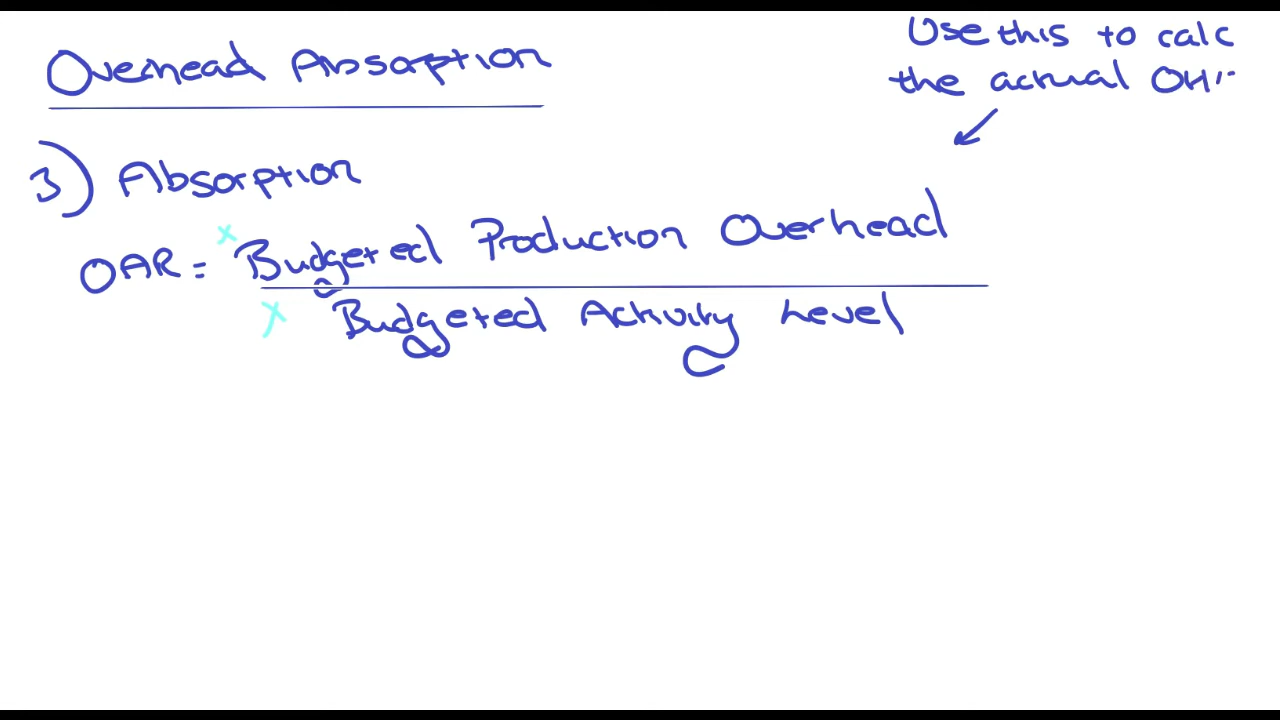 Overhead Absorption
Use this to calc
the actual OH's
3) Absorption
OAR = x Budgeted Production Overhead
x Budgeted Activity Level